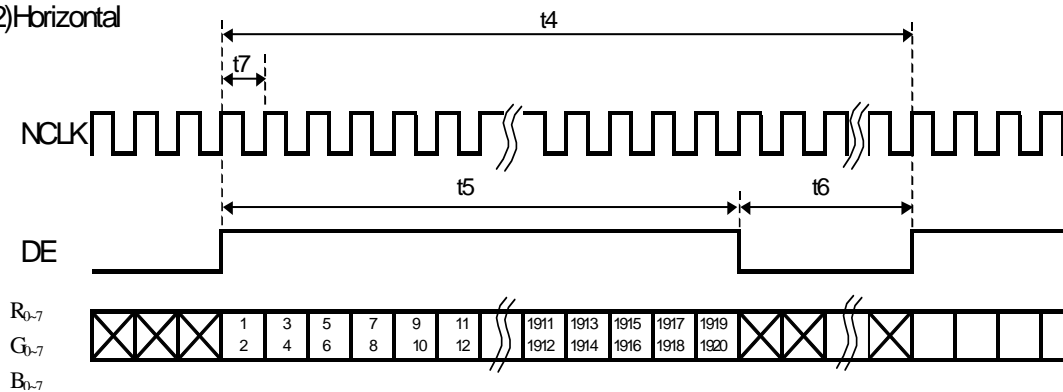 2)Horizontal
t4
t7
NCLK
t5
t6
DE
R0~7
G0~7
B0~7
1 3 5 7 9 11 1911 1913 1915 1917 1919
2 4 6 8 10 12 1912 1914 1916 1918 1920